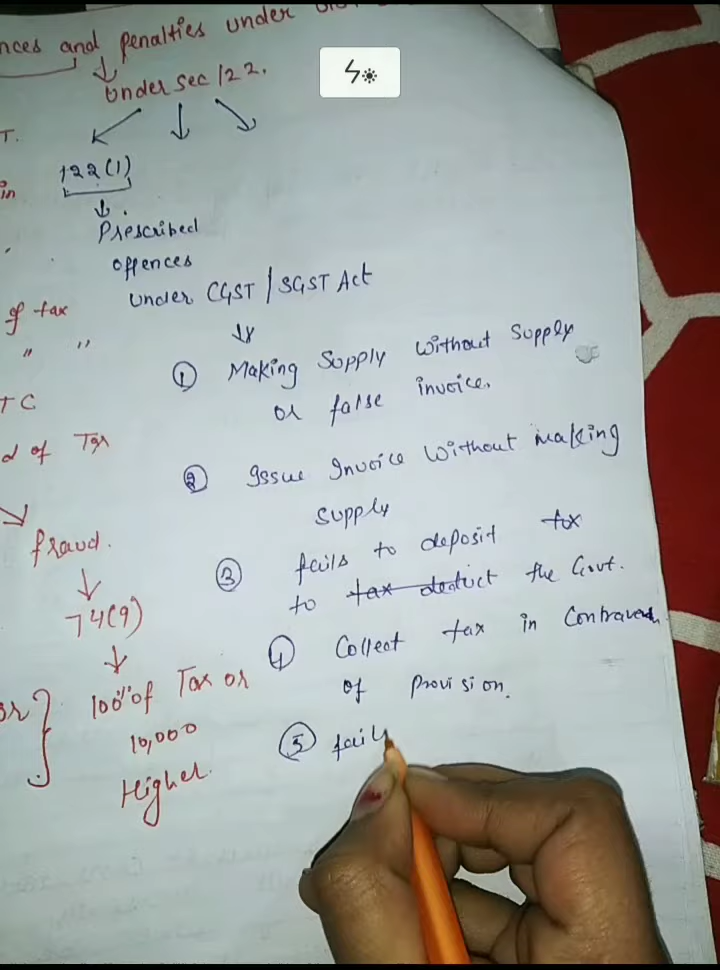 nces and penalties under
under sec 122.
T.
in
122(1)
Prescribed
offences
under CGST / SGST Act
of tax
" "
① Making Supply without Supply
or false invoice.
TC
d of Tax
② Issue Invoice without making
supply
fraud.
③ fails to deposit tax
to tax deduct the Govt.
74(9)
④ Collect tax in
of provision.
100% of Tax or
or } 10,000
Higher.
⑤ fail